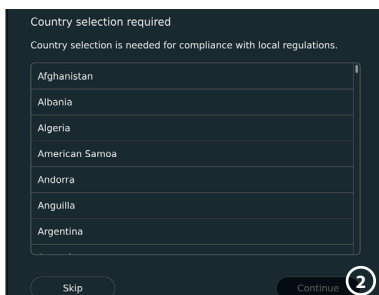 Country selection required
Country selection is needed for compliance with local regulations.
Afghanistan
Albania
Algeria
American Samoa
Andorra
Anguilla
Argentina
Skip
Continue
2